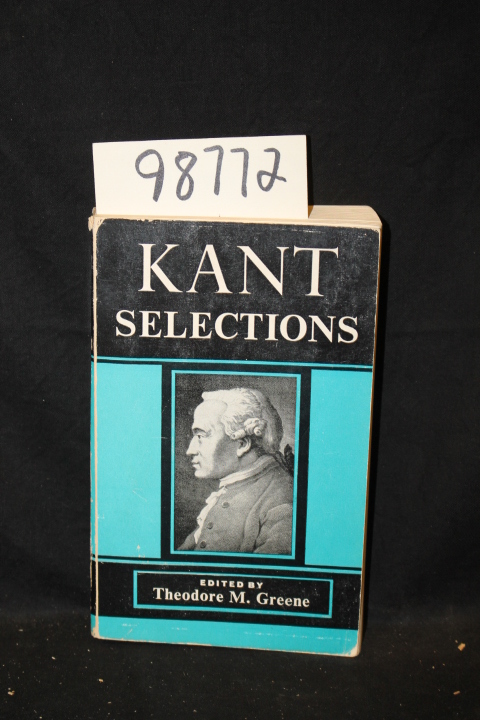 98772
KANT
SELECTIONS
EDITED BY
Theodore M. Greene